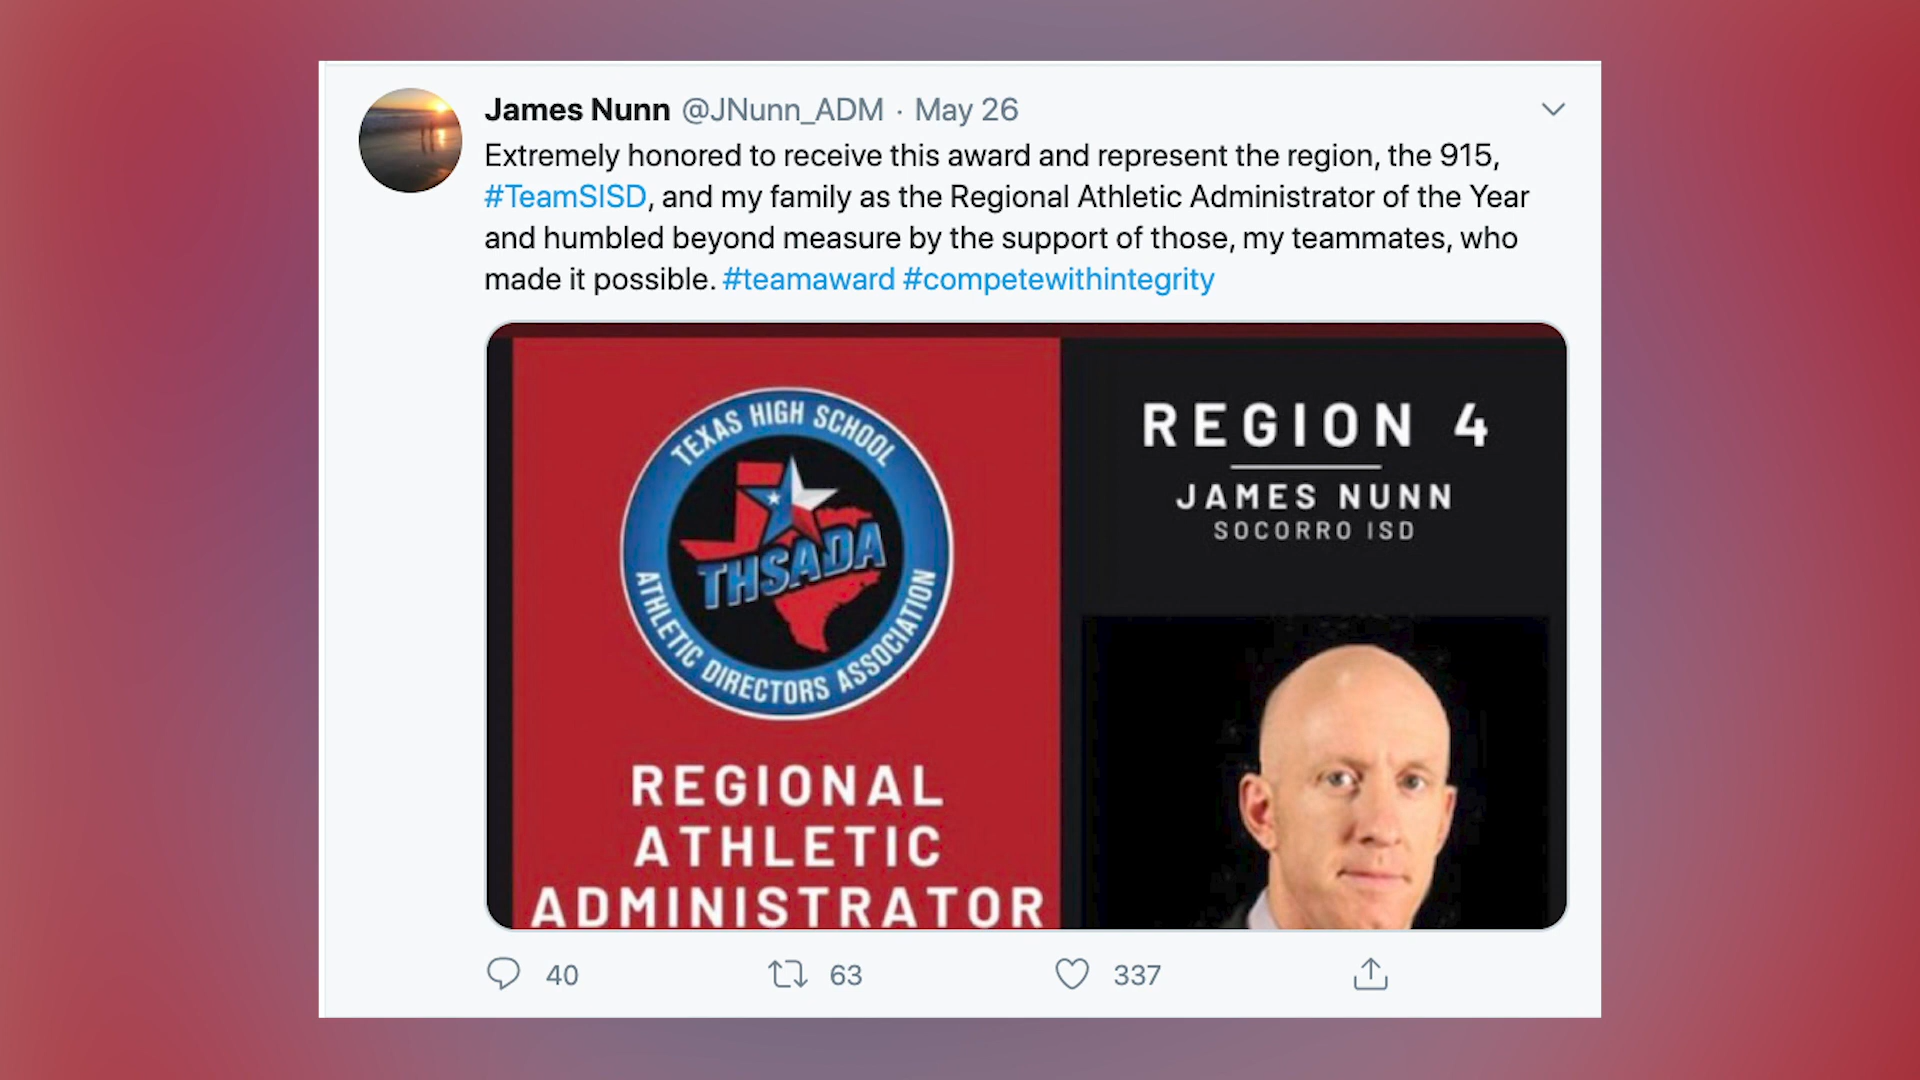 James Nunn @JNunn_ADM · May 26
Extremely honored to receive this award and represent the region, the 915,
#TeamSISD, and my family as the Regional Athletic Administrator of the Year
and humbled beyond measure by the support of those, my teammates, who
made it possible. #teamaward #competewithintegrity
TEXAS HIGH SCHOOL
THSADA
ATHLETIC DIRECTORS ASSOCIATION
REGIONAL
ATHLETIC
ADMINISTRATOR
REGION 4
JAMES NUNN
SOCORRO ISD
40 63 337